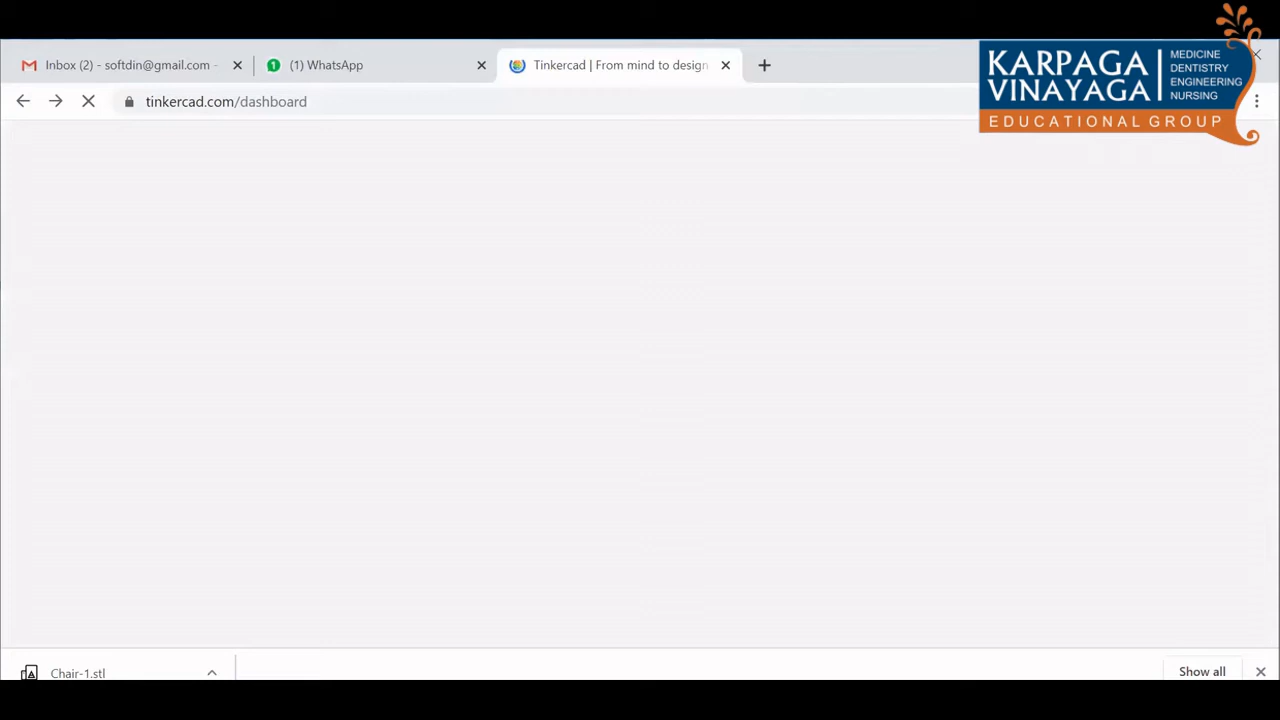 Inbox (2) - softdin@gmail.com -
(1) WhatsApp
Tinkercad | From mind to design
tinkercad.com/dashboard
KARPAGA
VINAYAGA
MEDICINE
DENTISTRY
ENGINEERING
NURSING
EDUCATIONAL GROUP
Chair-1.stl
Show all